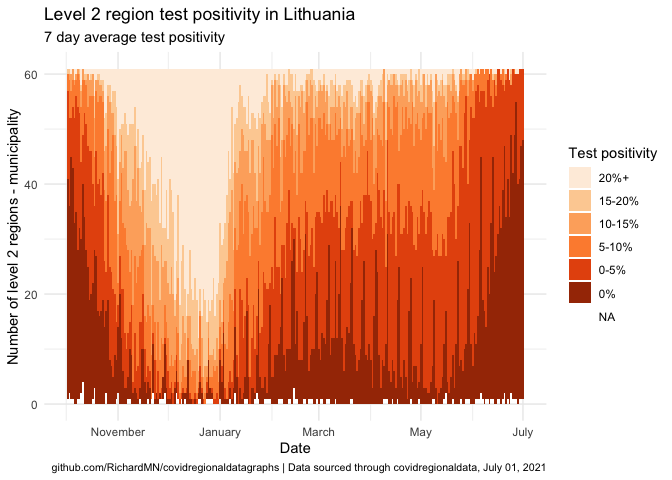 Level 2 region test positivity in Lithuania
7 day average test positivity
Number of level 2 regions - municipality
60
40
20
0
November
January
March
May
July
Date
Test positivity
20%+
15-20%
10-15%
5-10%
0-5%
0%
NA
github.com/RichardMN/covidregionaldatagraphs | Data sourced through covidregionaldata, July 01, 2021